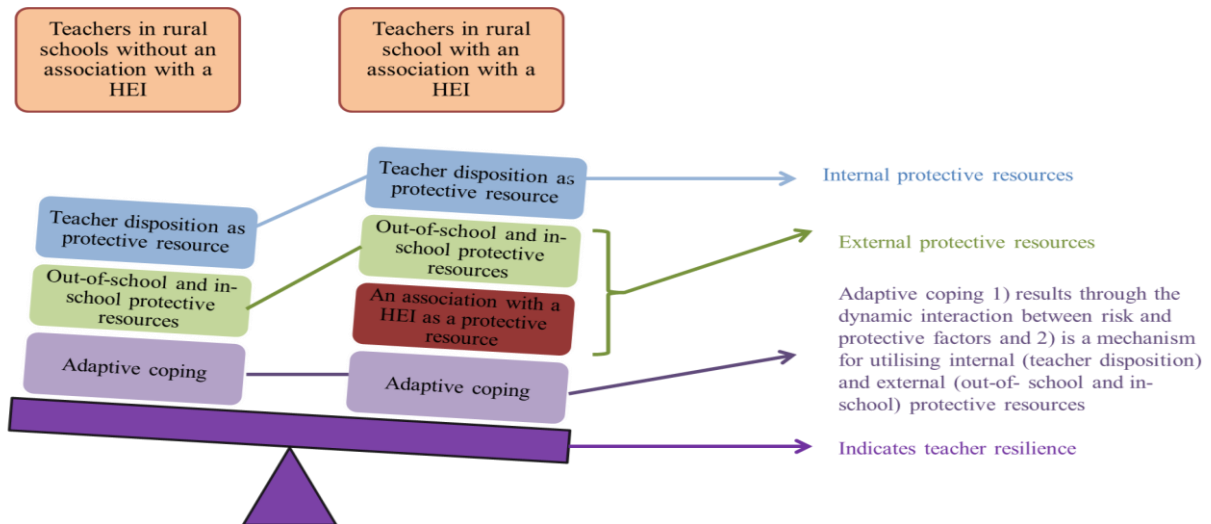 Teachers in rural
schools without an
association with a
HEI
Teachers in rural
school with an
association with a
HEI
Teacher disposition as
protective resource
Out-of-school and in-
school protective
resources
Adaptive coping
Teacher disposition as
protective resource
Out-of-school and in-
school protective
resources
An association with a
HEI as a protective
resource
Adaptive coping
Internal protective resources
External protective resources
Adaptive coping 1) results through the
dynamic interaction between risk and
protective factors and 2) is a mechanism
for utilising internal (teacher disposition)
and external (out-of- school and in-
school) protective resources
Indicates teacher resilience